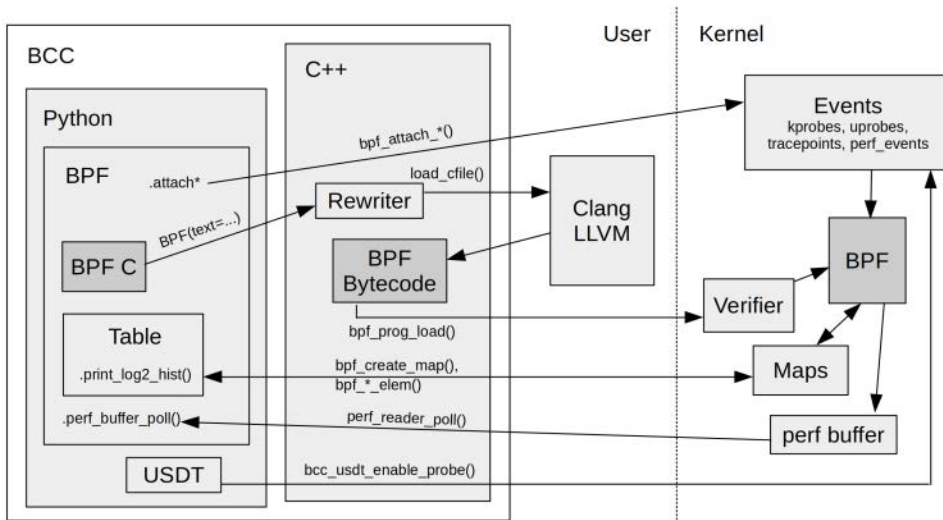 User
Kernel
BCC
C++
Python
Events
kprobes, uprobes,
tracepoints, perf_events
bpf_attach_*()
BPF
.attach*
load_cfile()
Rewriter
Clang
LLVM
BPF(text=...)
BPF C
BPF
Bytecode
BPF
Verifier
bpf_prog_load()
Table
.print_log2_hist()
bpf_create_map(),
bpf_*_elem()
Maps
.perf_buffer_poll()
perf_reader_poll()
perf buffer
USDT
bcc_usdt_enable_probe()